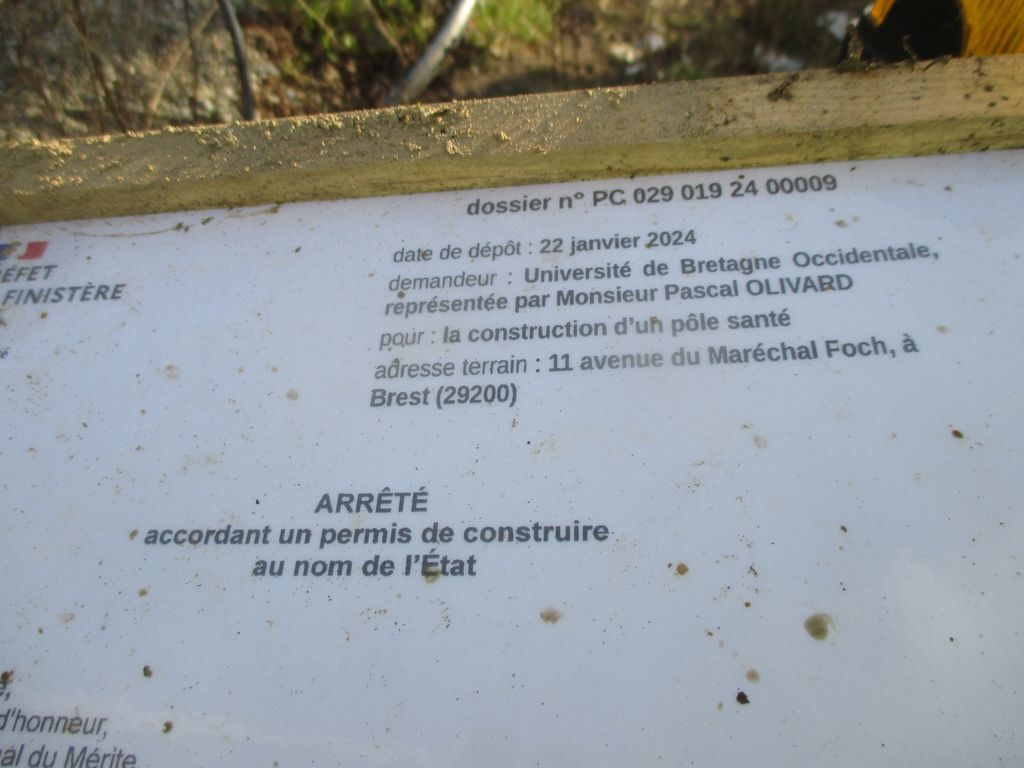 dossier n° PC 029 019 24 00009
date de dépôt : 22 janvier 2024
demandeur : Université de Bretagne Occidentale,
représentée par Monsieur Pascal OLIVARD
pour : la construction d'un pôle santé
adresse terrain : 11 avenue du Maréchal Foch, à
Brest (29200)
ÉFET
FINISTÈRE
ARRÊTÉ
accordant un permis de construire
au nom de l'État
d'honneur,
al du Mérite